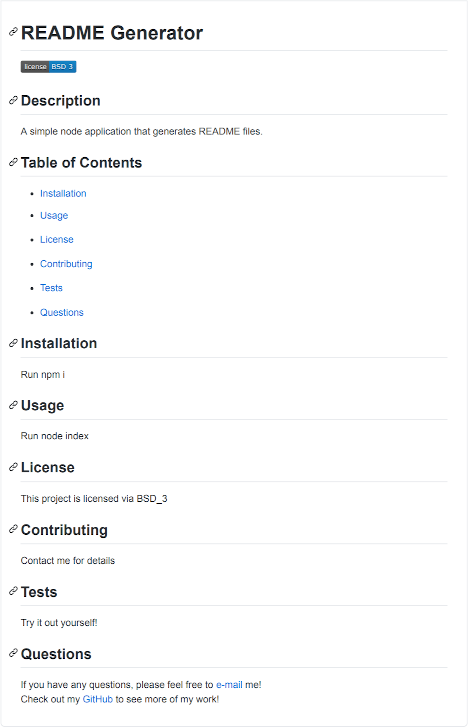 README Generator
license BSD 3
Description
A simple node application that generates README files.
Table of Contents
Installation
Usage
License
Contributing
Tests
Questions
Installation
Run npm i
Usage
Run node index
License
This project is licensed via BSD_3
Contributing
Contact me for details
Tests
Try it out yourself!
Questions
If you have any questions, please feel free to e-mail me!
Check out my GitHub to see more of my work!